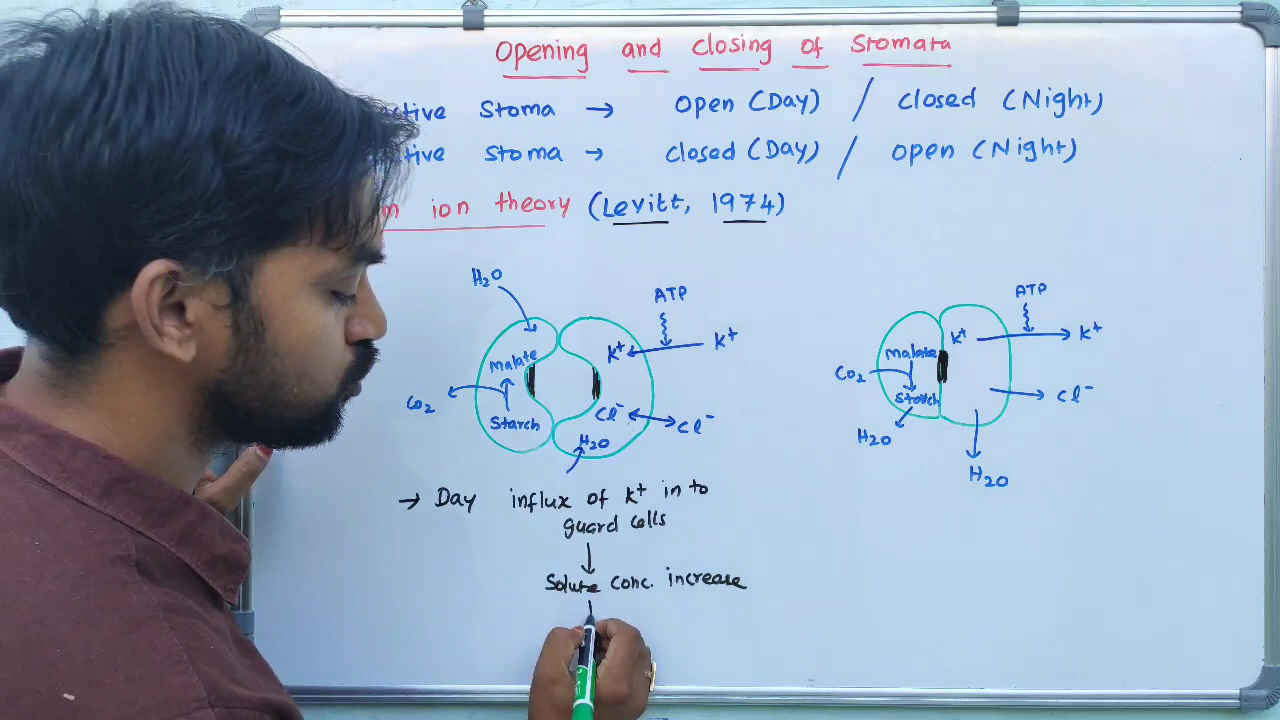 Opening and closing of Stomata
ctive Stoma → open (Day) / closed (Night)
tive Stoma → closed (Day) / open (Night)
m ion theory (Levitt, 1974)
H2O
ATP
K+ K+
Malate
CO2
Starch
Cl- Cl-
H2O
ATP
K+ K+
Malate
CO2
Starch
Cl-
H2O
H2O
→ Day influx of K+ in to
guard cells
↓
Solute conc. increase